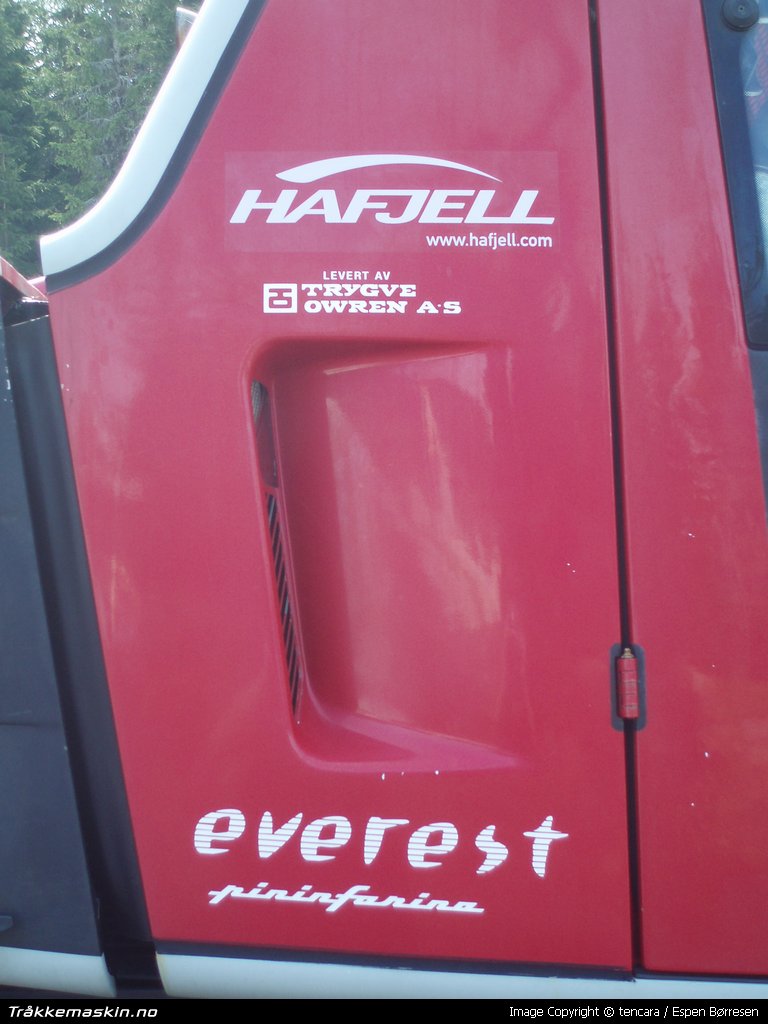 HAFJELL
www.hafjell.com
LEVERT AV
TRYGVE
OWREN A·S
everest
pininfarina
Tråkkemaskin.no
Image Copyright © tencara / Espen Børresen